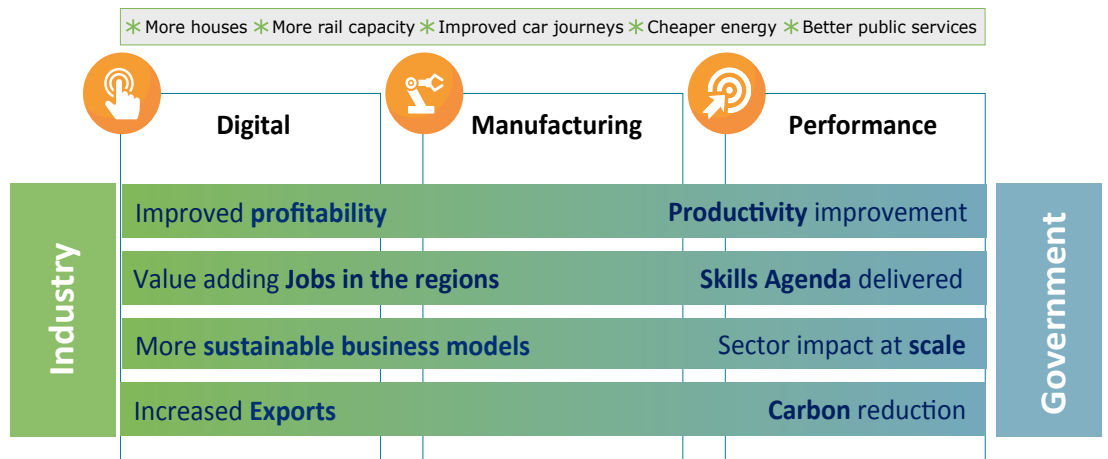 * More houses * More rail capacity * Improved car journeys * Cheaper energy * Better public services
Digital Manufacturing Performance
Industry
Improved profitability Productivity improvement
Value adding Jobs in the regions Skills Agenda delivered
More sustainable business models Sector impact at scale
Increased Exports Carbon reduction
Government